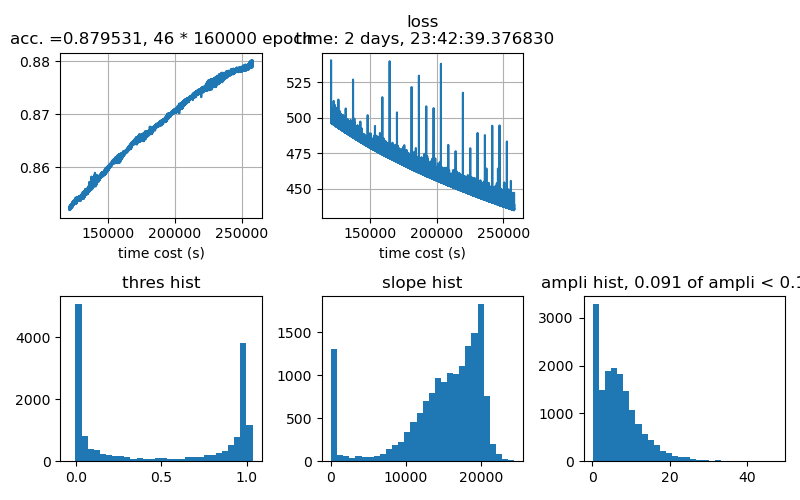 loss
acc. =0.879531, 46 * 160000 epoch
time: 2 days, 23:42:39.376830
0.88
0.87
0.86
150000 200000 250000
time cost (s)
525
500
475
450
150000 200000 250000
time cost (s)
thres hist
4000
2000
0
0.0 0.5 1.0
slope hist
1500
1000
500
0
0 10000 20000
ampli hist, 0.091 of ampli < 0.1
3000
2000
1000
0
0 20 40